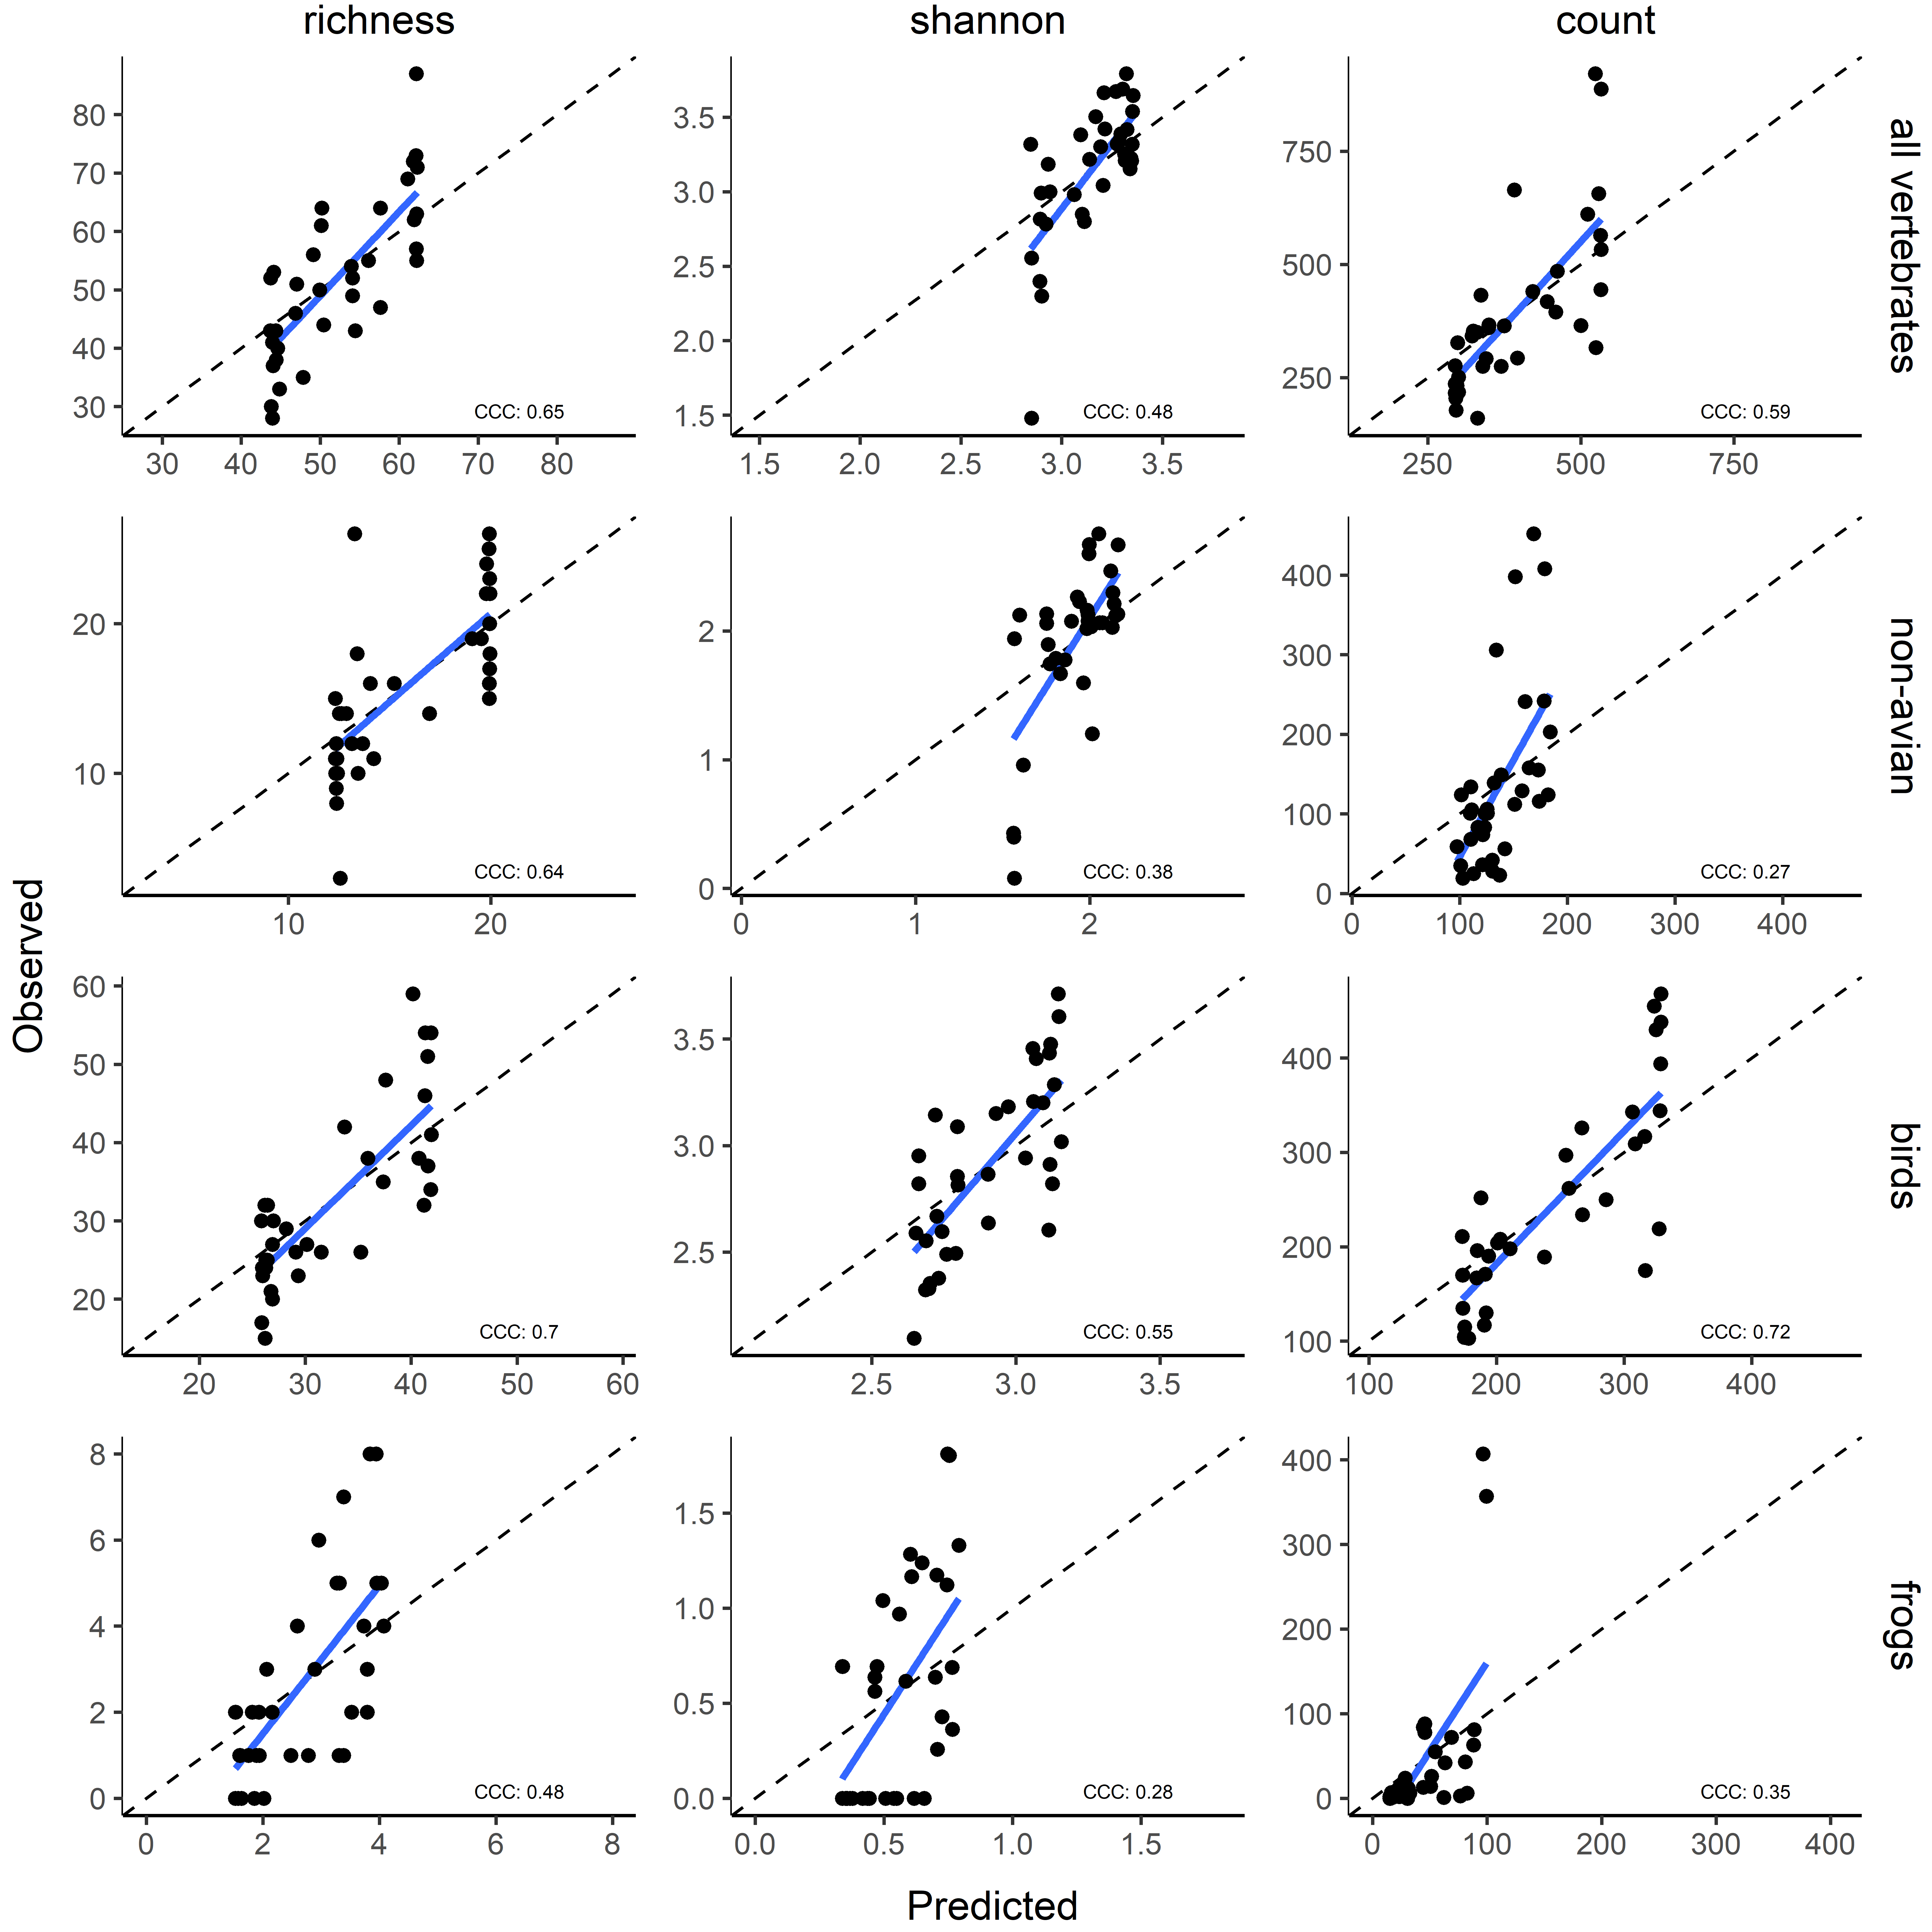 richness shannon count
80
70
60
50
40
30
30 40 50 60 70 80
CCC: 0.65
3.5
3.0
2.5
2.0
1.5
1.5 2.0 2.5 3.0 3.5
CCC: 0.48
750
500
250
250 500 750
CCC: 0.59
all vertebrates
20
10
10 20
CCC: 0.64
2
1
0
0 1 2
CCC: 0.38
400
300
200
100
0
0 100 200 300 400
CCC: 0.27
non-avian
Observed
60
50
40
30
20
20 30 40 50 60
CCC: 0.7
3.5
3.0
2.5
2.5 3.0 3.5
CCC: 0.55
400
300
200
100
100 200 300 400
CCC: 0.72
birds
8
6
4
2
0
0 2 4 6 8
CCC: 0.48
1.5
1.0
0.5
0.0
0.0 0.5 1.0 1.5
CCC: 0.28
400
300
200
100
0
0 100 200 300 400
CCC: 0.35
frogs
Predicted